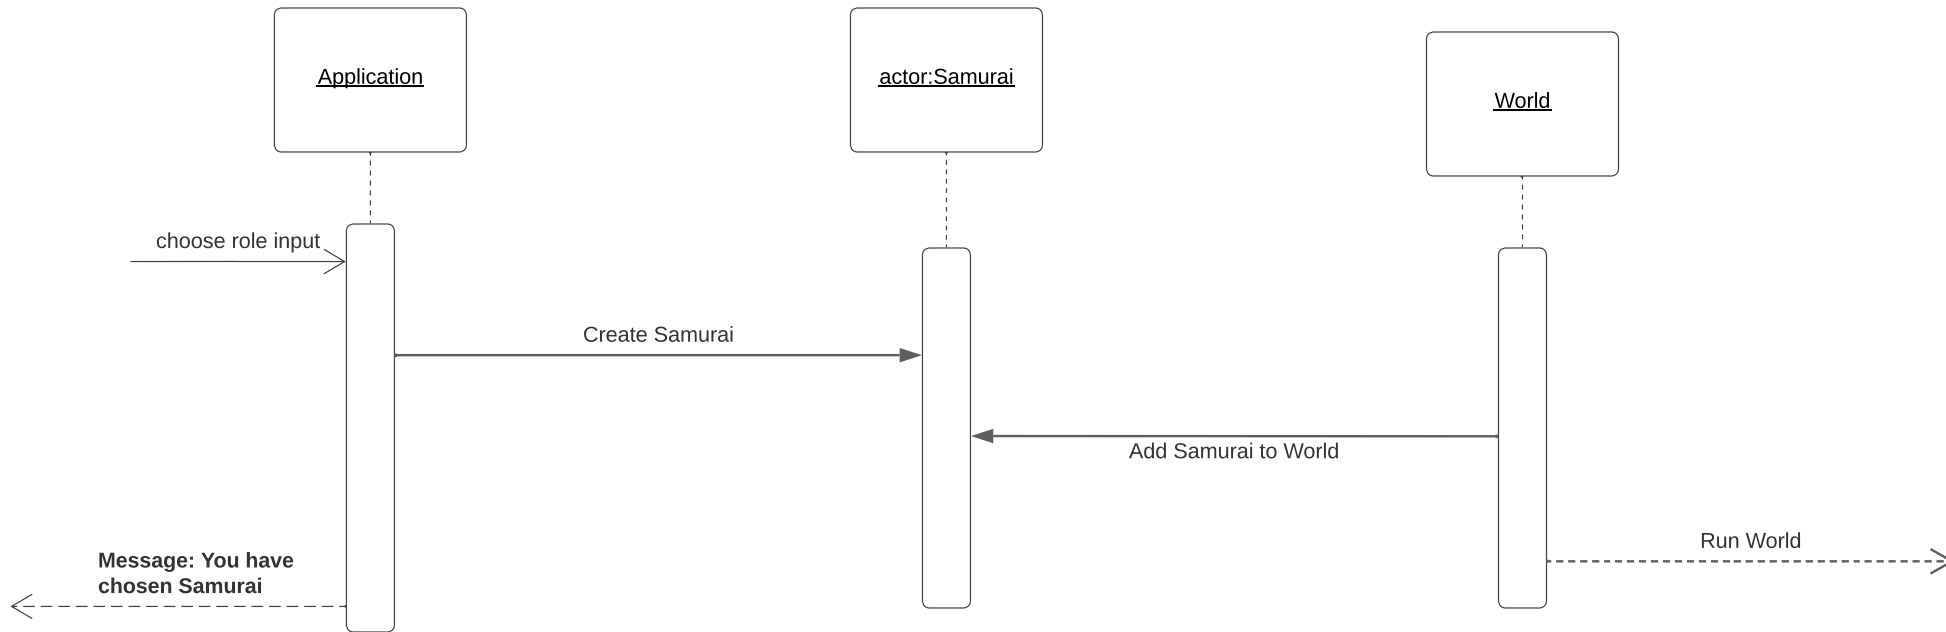 Application
actor:Samurai
World
choose role input
Create Samurai
Add Samurai to World
Run World
Message: You have
chosen Samurai